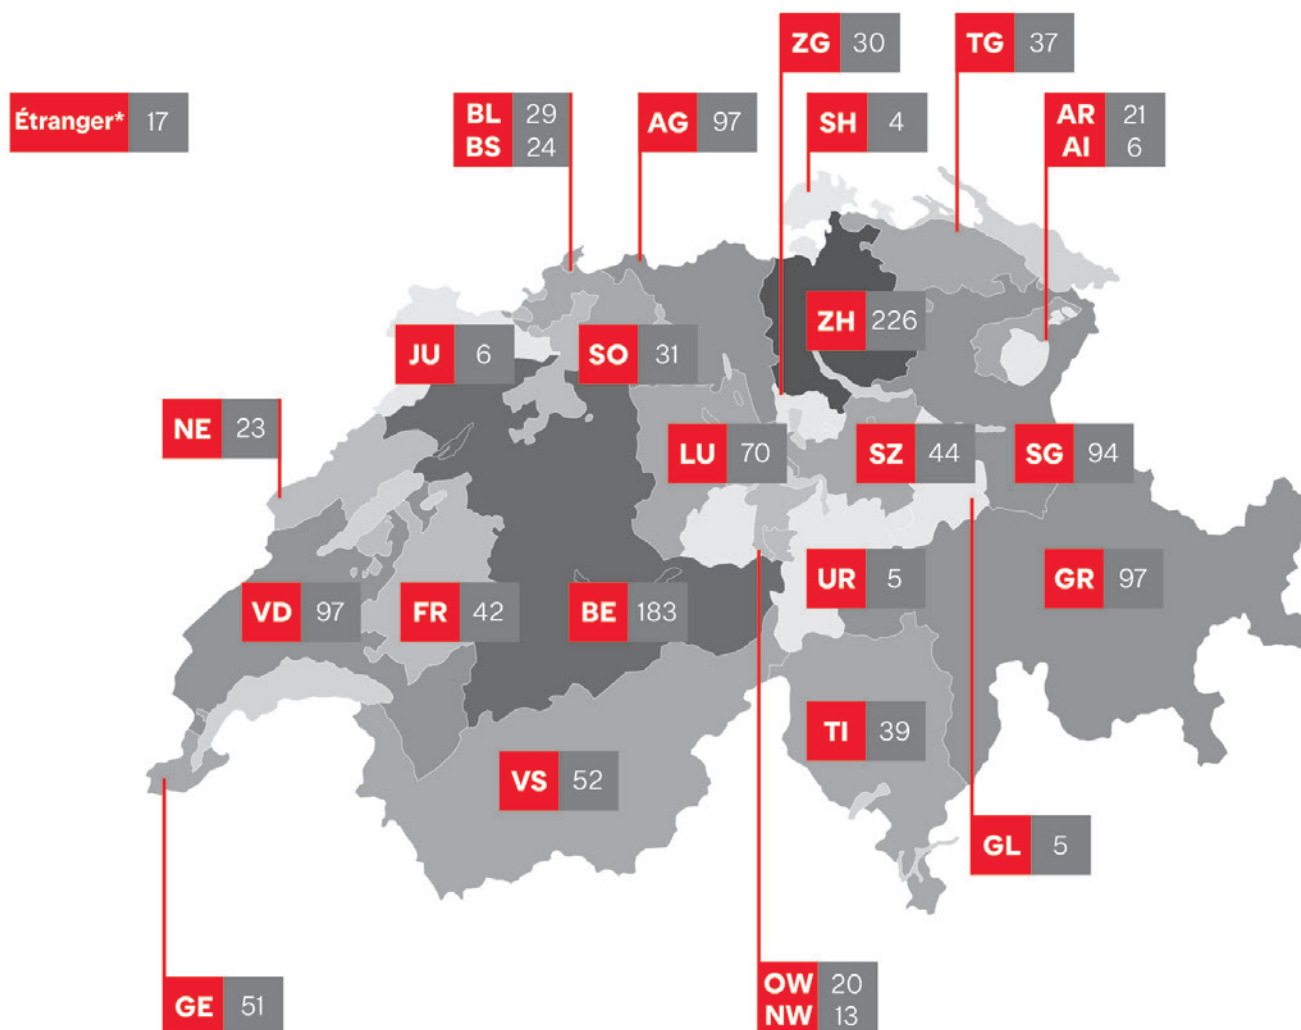 ZG 30
TG 37
Étranger* 17
BL 29
BS 24
AG 97
SH 4
AR 21
AI 6
ZH 226
JU 6
SO 31
NE 23
LU 70
SZ 44
SG 94
VD 97
FR 42
BE 183
UR 5
GR 97
TI 39
VS 52
GL 5
GE 51
OW 20
NW 13